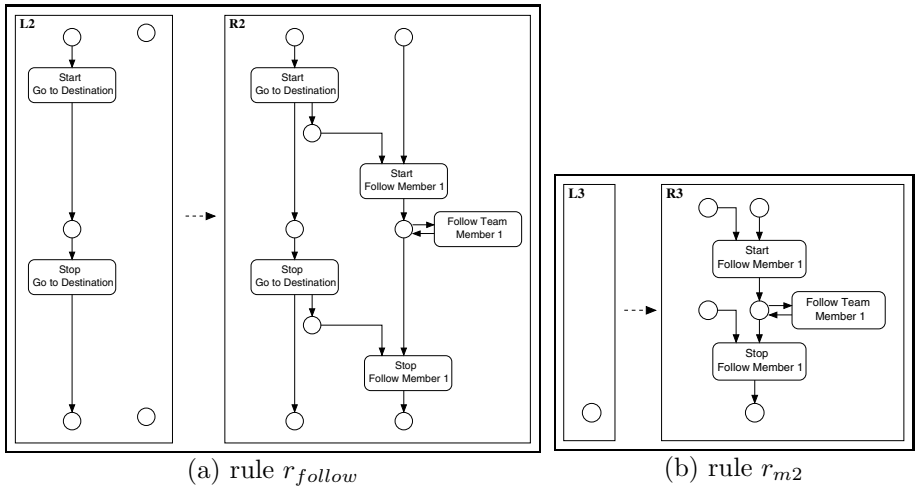 L2
Start
Go to Destination
Stop
Go to Destination
R2
Start
Go to Destination
Start
Follow Member 1
Follow Team
Member 1
Stop
Go to Destination
Stop
Follow Member 1
(a) rule r_follow
L3
R3
Start
Follow Member 1
Follow Team
Member 1
Stop
Follow Member 1
(b) rule r_m2